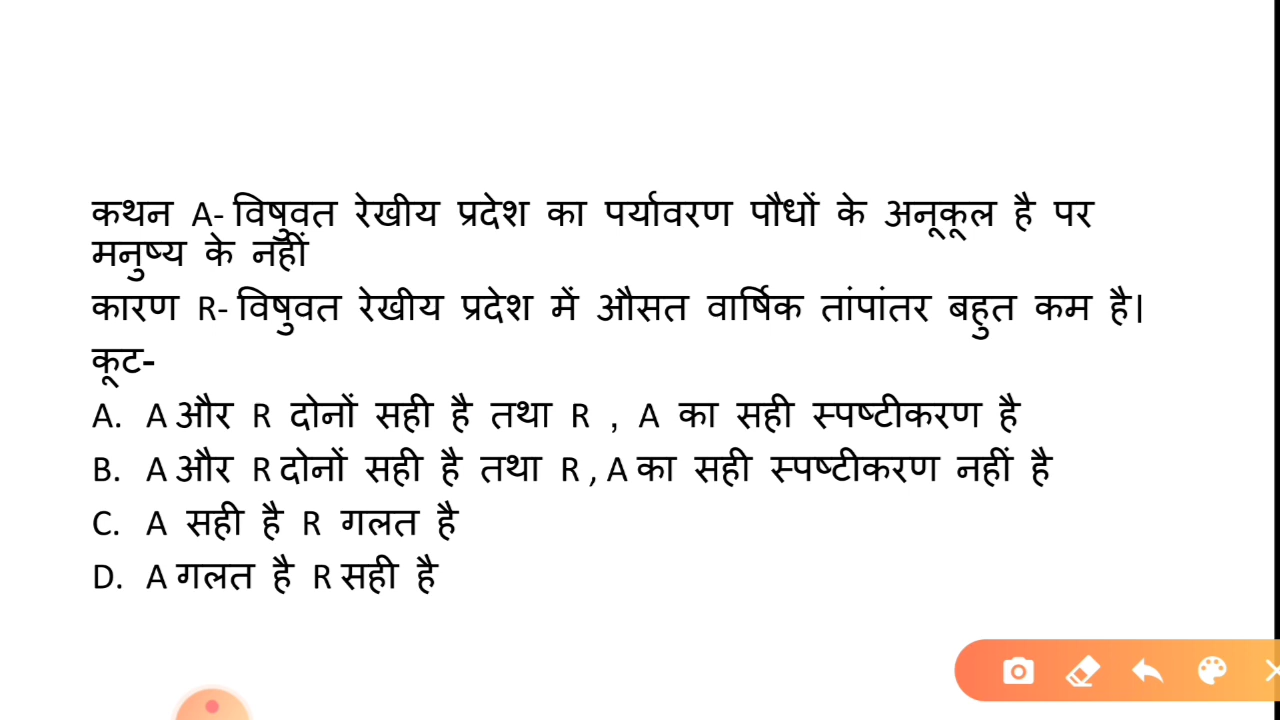 कथन A- विषुवत रेखीय प्रदेश का पर्यावरण पौधों के अनूकूल है पर
मनुष्य के नहीं
कारण R- विषुवत रेखीय प्रदेश में औसत वार्षिक तांपांतर बहुत कम है।
कूट-
A. A और R दोनों सही है तथा R , A का सही स्पष्टीकरण है
B. A और R दोनों सही है तथा R , A का सही स्पष्टीकरण नहीं है
C. A सही है R गलत है
D. A गलत है R सही है